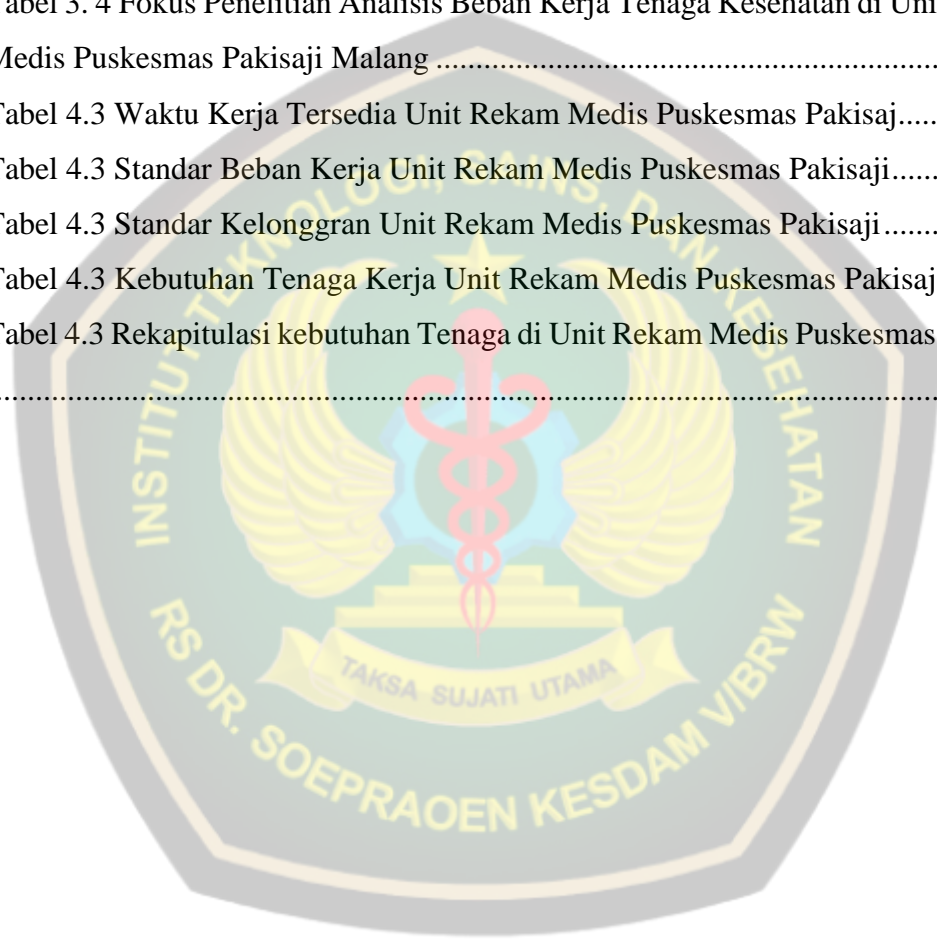 Tabel 3. 4 Fokus Penelitian Analisis Beban Kerja Tenaga Kesehatan di Uni
Medis Puskesmas Pakisaji Malang ................................................................
Tabel 4.3 Waktu Kerja Tersedia Unit Rekam Medis Puskesmas Pakisaj.....
Tabel 4.3 Standar Beban Kerja Unit Rekam Medis Puskesmas Pakisaji......
Tabel 4.3 Standar Kelonggran Unit Rekam Medis Puskesmas Pakisaji.......
Tabel 4.3 Kebutuhan Tenaga Kerja Unit Rekam Medis Puskesmas Pakisaj
Tabel 4.3 Rekapitulasi kebutuhan Tenaga di Unit Rekam Medis Puskesmas
........................................................................................................................
INSTITUT TEKNOLOGI, SAINS, DAN KESEHATAN
TAKSA SUJATI UTAMA
RS DR. SOEPRAOEN KESDAM V/BRW